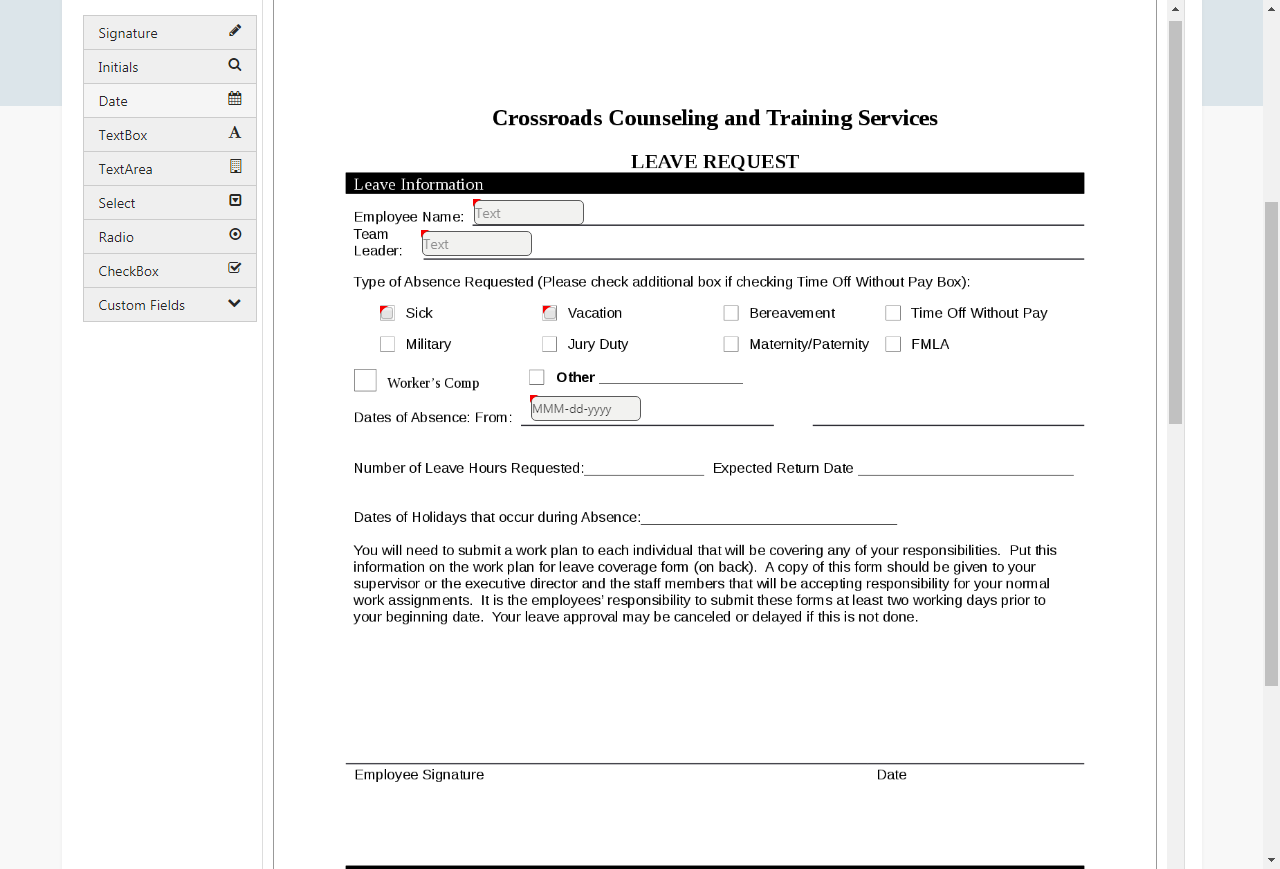 Signature
Initials
Date
TextBox
TextArea
Select
Radio
CheckBox
Custom Fields
Crossroads Counseling and Training Services
LEAVE REQUEST
Leave Information
Employee Name: Text
Team
Leader: Text
Type of Absence Requested (Please check additional box if checking Time Off Without Pay Box):
Sick Vacation Bereavement Time Off Without Pay
Military Jury Duty Maternity/Paternity FMLA
Worker’s Comp Other
Dates of Absence: From: MMM-dd-yyyy
Number of Leave Hours Requested: Expected Return Date
Dates of Holidays that occur during Absence:
You will need to submit a work plan to each individual that will be covering any of your responsibilities. Put this
information on the work plan for leave coverage form (on back). A copy of this form should be given to your
supervisor or the executive director and the staff members that will be accepting responsibility for your normal
work assignments. It is the employees’ responsibility to submit these forms at least two working days prior to
your beginning date. Your leave approval may be canceled or delayed if this is not done.
Employee Signature Date